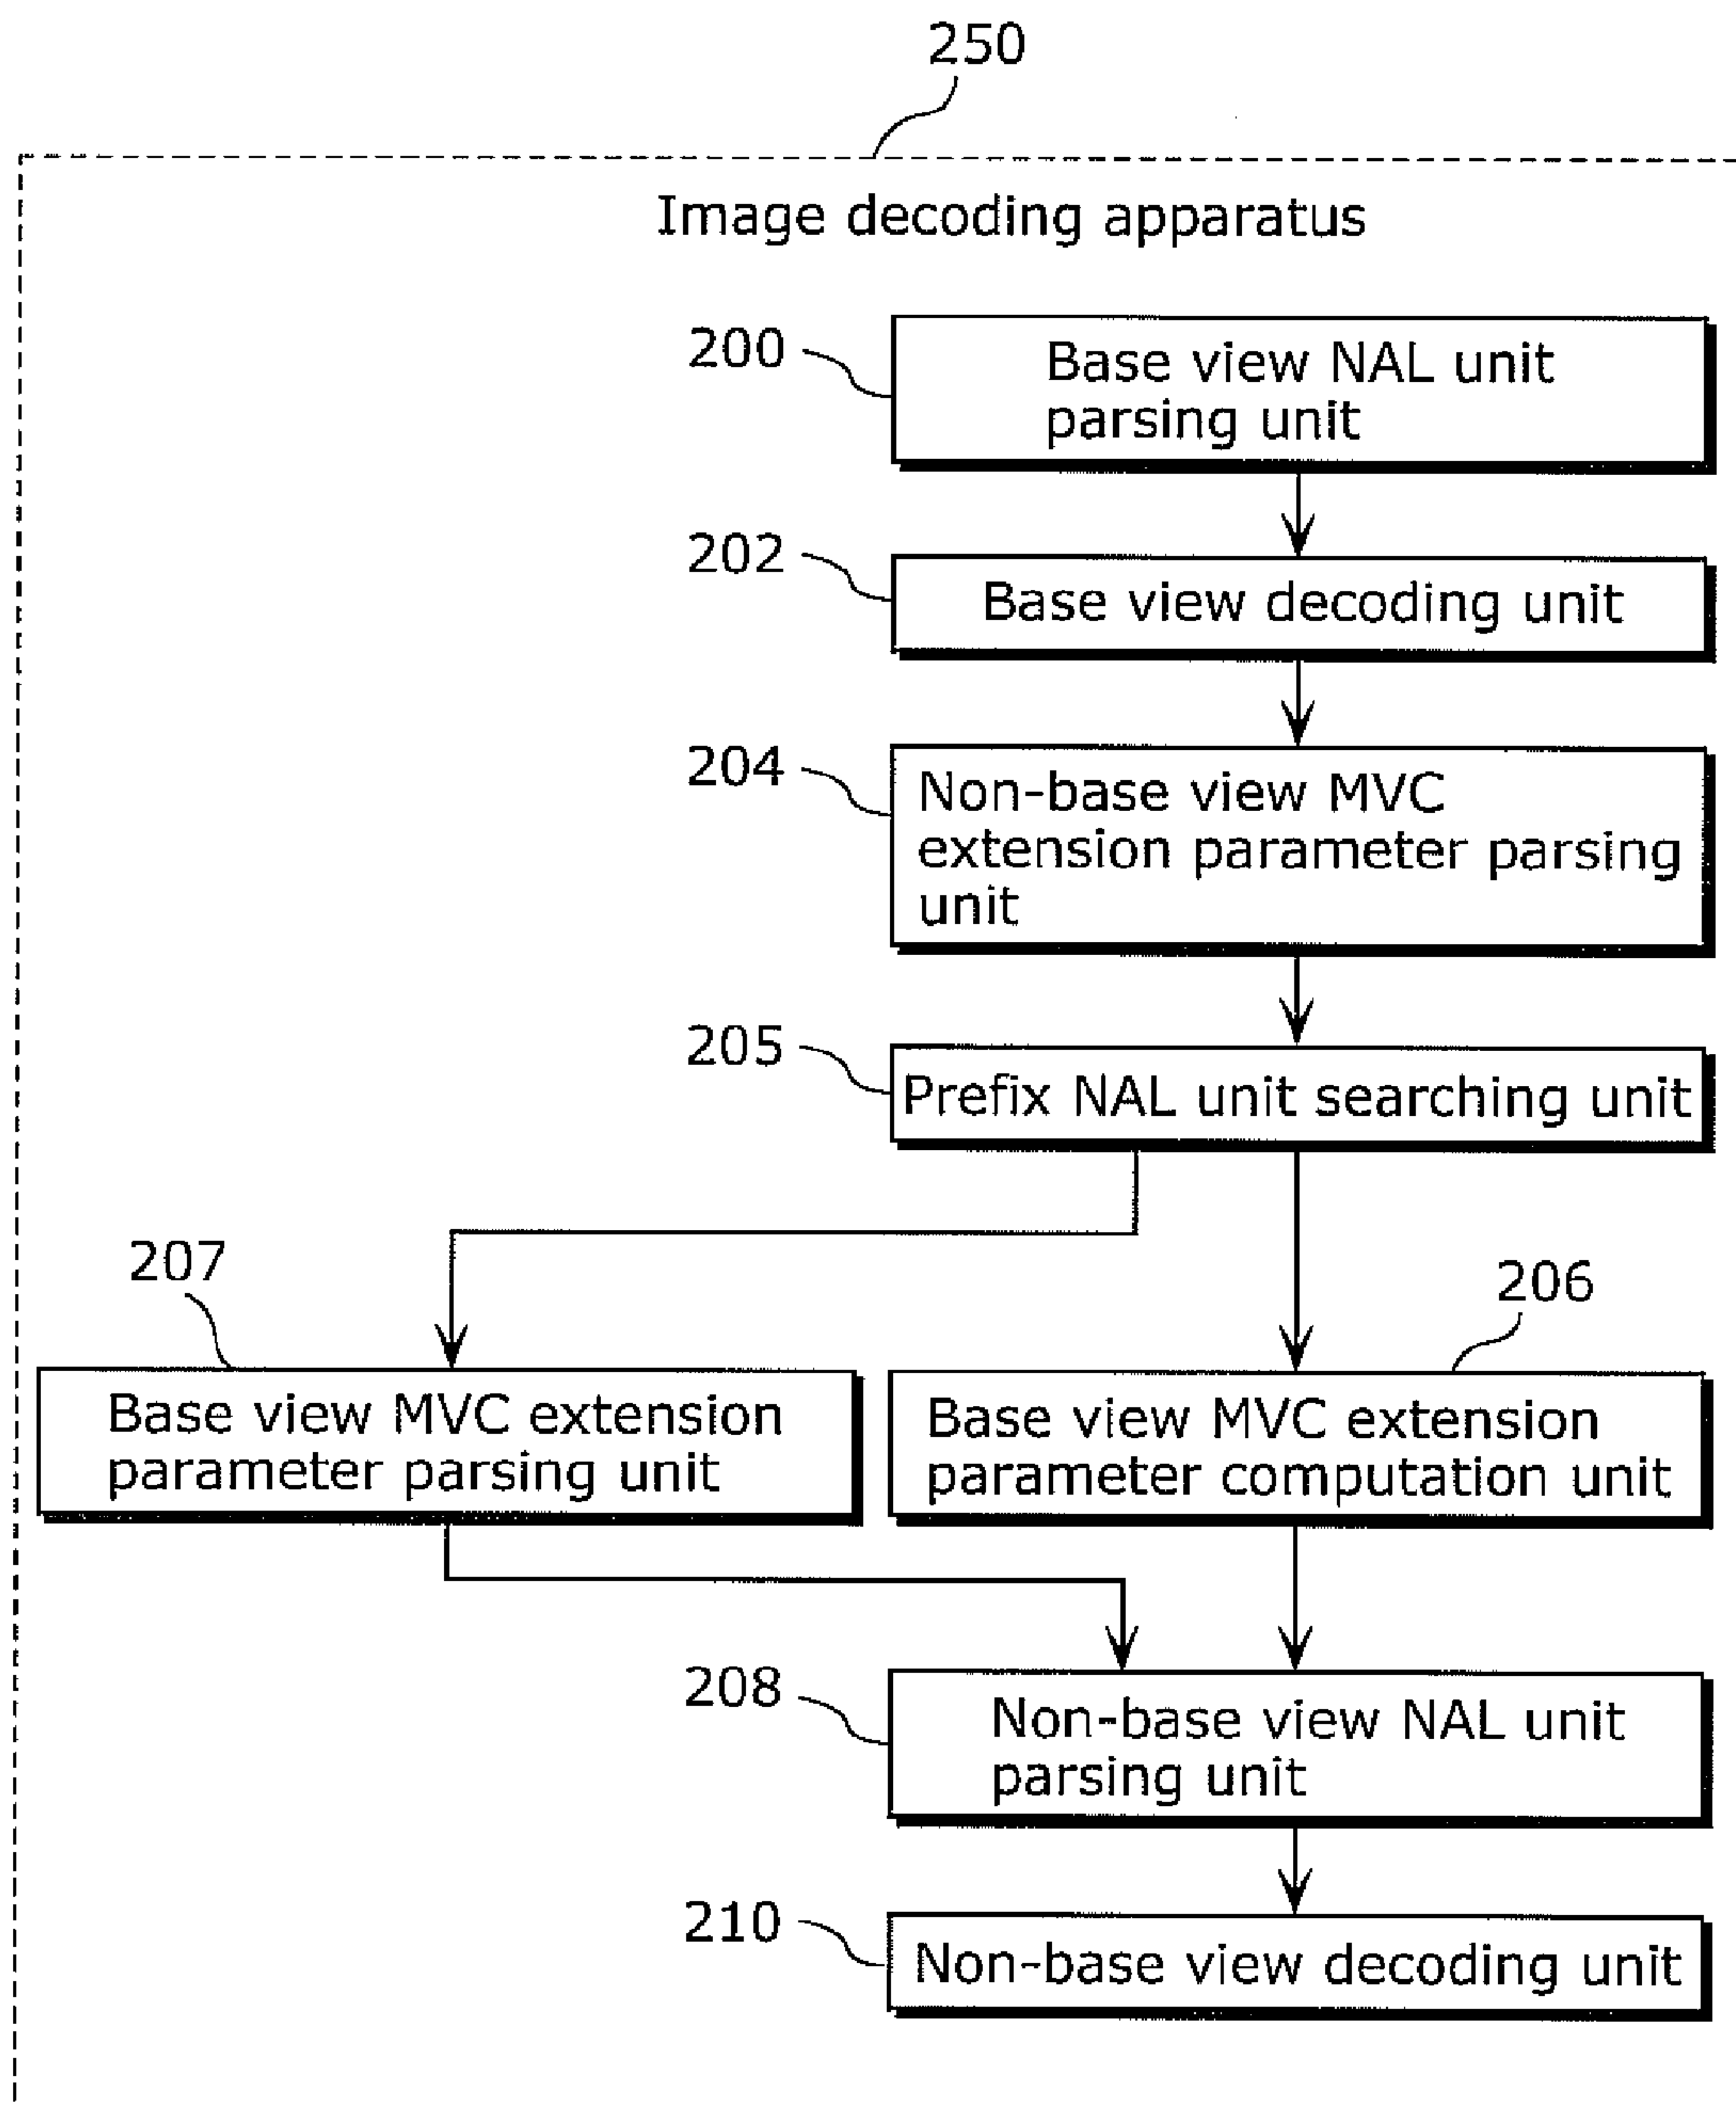 250
Image decoding apparatus
200
Base view NAL unit
parsing unit
202
Base view decoding unit
204
Non-base view MVC
extension parameter parsing
unit
205
Prefix NAL unit searching unit
207
206
Base view MVC extension
parameter parsing unit
Base view MVC extension
parameter computation unit
208
Non-base view NAL unit
parsing unit
210
Non-base view decoding unit